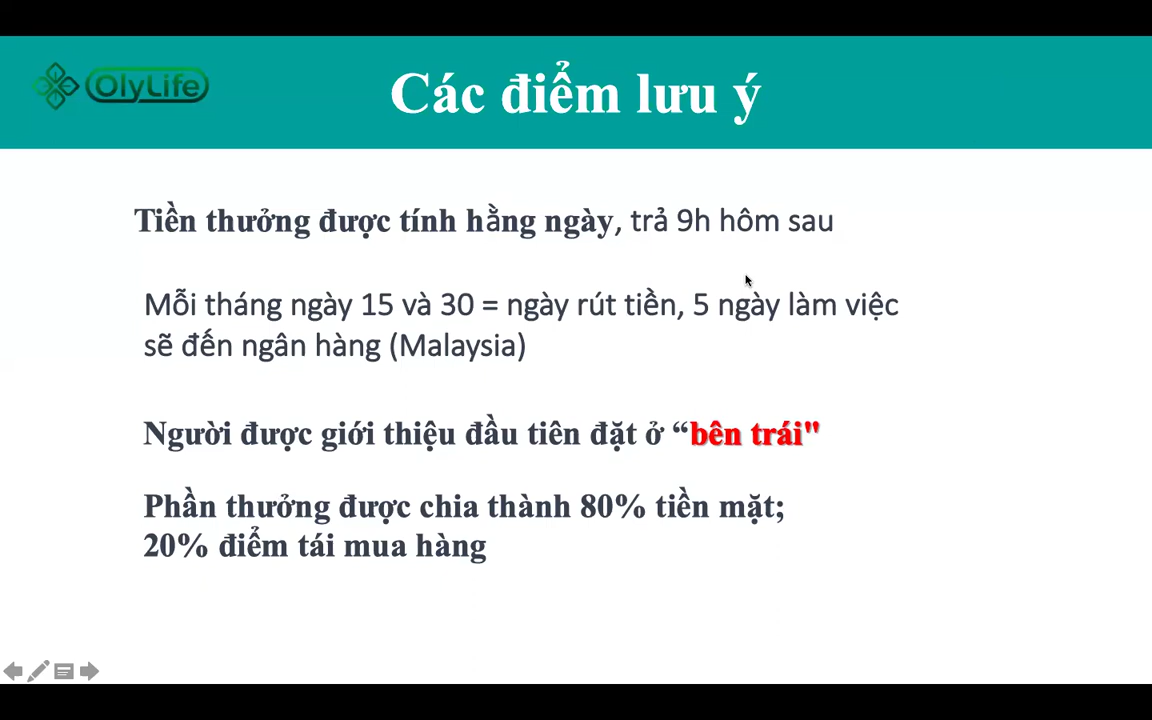 OlyLife
Các điểm lưu ý
Tiền thưởng được tính hằng ngày, trả 9h hôm sau
Mỗi tháng ngày 15 và 30 = ngày rút tiền, 5 ngày làm việc
sẽ đến ngân hàng (Malaysia)
Người được giới thiệu đầu tiên đặt ở “bên trái"
Phần thưởng được chia thành 80% tiền mặt;
20% điểm tái mua hàng